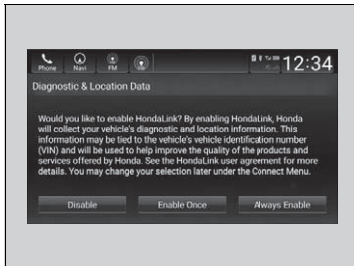 Phone Navi FM
12:34
Diagnostic & Location Data
Would you like to enable HondaLink? By enabling HondaLink, Honda
will collect your vehicle's diagnostic and location information. This
information may be tied to the vehicle's vehicle identification number
(VIN) and will be used to help improve the quality of the products and
services offered by Honda. See the HondaLink user agreement for more
details. You may change your selection later under the Connect Menu.
Disable Enable Once Always Enable